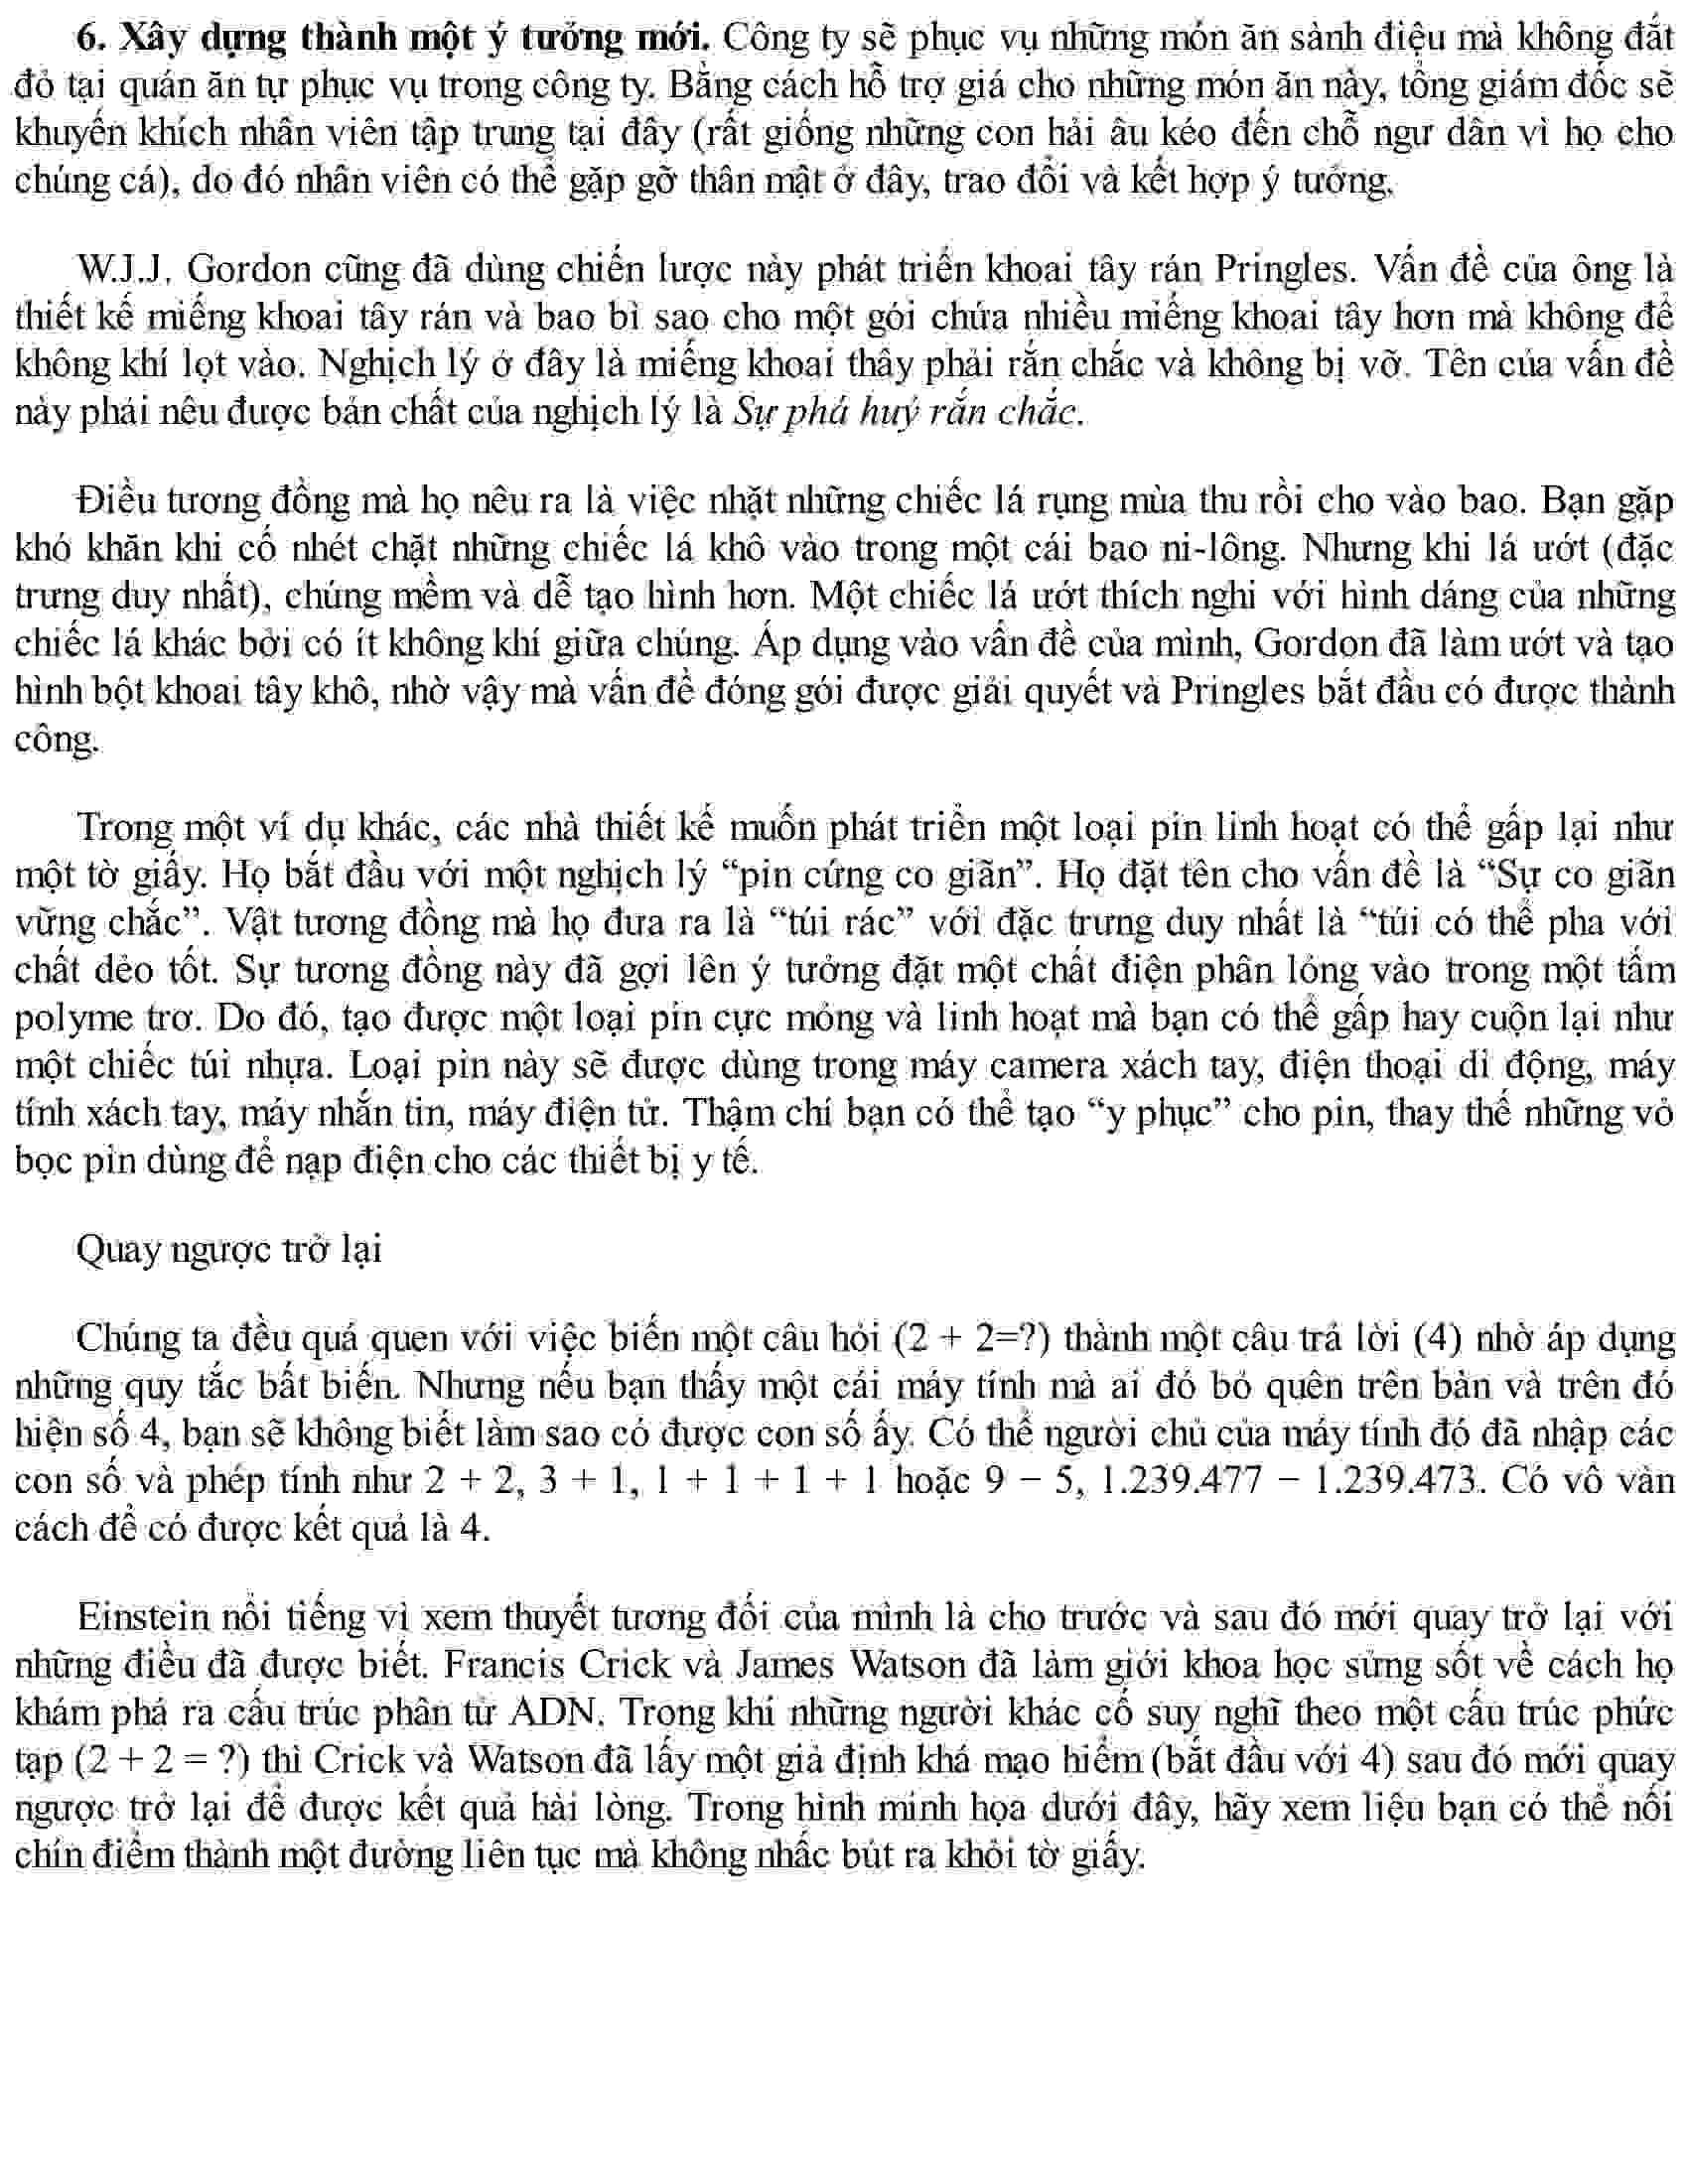 6. Xây dựng thành một ý tưởng mới. Công ty sẽ phục vụ những món ăn sành điệu mà không đắt
đỏ tại quán ăn tự phục vụ trong công ty. Bằng cách hỗ trợ giá cho những món ăn này, tổng giám đốc sẽ
khuyến khích nhân viên tập trung tại đây (rất giống những con hải âu kéo đến chỗ ngư dân vì họ cho
chúng cá), do đó nhân viên có thể gặp gỡ thân mật ở đây, trao đổi và kết hợp ý tưởng.
W.J.J. Gordon cũng đã dùng chiến lược này phát triển khoai tây rán Pringles. Vấn đề của ông là
thiết kế miếng khoai tây rán và bao bì sao cho một gói chứa nhiều miếng khoai tây hơn mà không để
không khí lọt vào. Nghịch lý ở đây là miếng khoai thây phải rắn chắc và không bị vỡ. Tên của vấn đề
này phải nêu được bản chất của nghịch lý là Sự phá huỷ rắn chắc.
Điều tương đồng mà họ nêu ra là việc nhặt những chiếc lá rụng mùa thu rồi cho vào bao. Bạn gặp
khó khăn khi cố nhét chặt những chiếc lá khô vào trong một cái bao ni-lông. Nhưng khi lá ướt (đặc
trưng duy nhất), chúng mềm và dễ tạo hình hơn. Một chiếc lá ướt thích nghi với hình dáng của những
chiếc lá khác bởi có ít không khí giữa chúng. Áp dụng vào vấn đề của mình, Gordon đã làm ướt và tạo
hình bột khoai tây khô, nhờ vậy mà vấn đề đóng gói được giải quyết và Pringles bắt đầu có được thành
công.
Trong một ví dụ khác, các nhà thiết kế muốn phát triển một loại pin linh hoạt có thể gấp lại như
một tờ giấy. Họ bắt đầu với một nghịch lý “pin cứng co giãn”. Họ đặt tên cho vấn đề là “Sự co giãn
vững chắc”. Vật tương đồng mà họ đưa ra là “túi rác” với đặc trưng duy nhất là “túi có thể pha với
chất dẻo tốt. Sự tương đồng này đã gợi lên ý tưởng đặt một chất điện phân lỏng vào trong một tấm
polyme trơ. Do đó, tạo được một loại pin cực mỏng và linh hoạt mà bạn có thể gấp hay cuộn lại như
một chiếc túi nhựa. Loại pin này sẽ được dùng trong máy camera xách tay, điện thoại di động, máy
tính xách tay, máy nhắn tin, máy điện tử. Thậm chí bạn có thể tạo “y phục” cho pin, thay thế những vỏ
bọc pin dùng để nạp điện cho các thiết bị y tế.
Quay ngược trở lại
Chúng ta đều quá quen với việc biến một câu hỏi (2 + 2=?) thành một câu trả lời (4) nhờ áp dụng
những quy tắc bất biến. Nhưng nếu bạn thấy một cái máy tính mà ai đó bỏ quên trên bàn và trên đó
hiện số 4, bạn sẽ không biết làm sao có được con số ấy. Có thể người chủ của máy tính đó đã nhập các
con số và phép tính như 2 + 2, 3 + 1, 1 + 1 + 1 + 1 hoặc 9 − 5, 1.239.477 − 1.239.473. Có vô vàn
cách để có được kết quả là 4.
Einstein nổi tiếng vì xem thuyết tương đối của mình là cho trước và sau đó mới quay trở lại với
những điều đã được biết. Francis Crick và James Watson đã làm giới khoa học sửng sốt về cách họ
khám phá ra cấu trúc phân tử ADN. Trong khi những người khác cố suy nghĩ theo một cấu trúc phức
tạp (2 + 2 = ?) thì Crick và Watson đã lấy một giả định khá mạo hiểm (bắt đầu với 4) sau đó mới quay
ngược trở lại để được kết quả hài lòng. Trong hình minh họa dưới đây, hãy xem liệu bạn có thể nối
chín điểm thành một đường liên tục mà không nhấc bút ra khỏi tờ giấy.